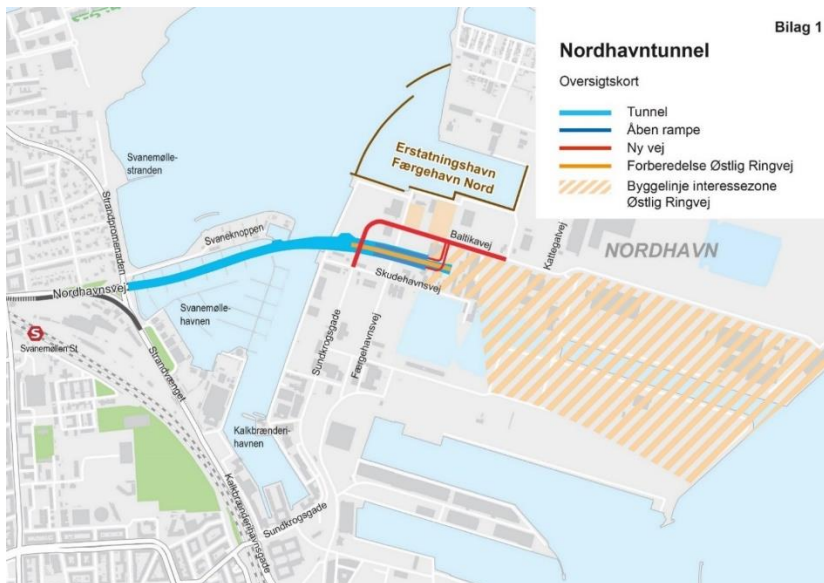 Bilag 1
Nordhavntunnel
Oversigtskort
Tunnel
Åben rampe
Ny vej
Forberedelse Østlig Ringvej
Byggelinje interessezone
Østlig Ringvej
Erstatningshavn
Færgehavn Nord
Svanemølle-
stranden
Strandpromenaden
Svaneknoppen
Baltikavej
Kattegatvej
NORDHAVN
Skudehavnsvej
Nordhavnsvej
Svanemølle-
havnen
S
Svanemøllen St.
Strandvænget
Sundkrogsgade
Færgehavnsvej
Kalkbrænderi-
havnen
Kalkbrænderihavnsgade
Sundkrogsgade